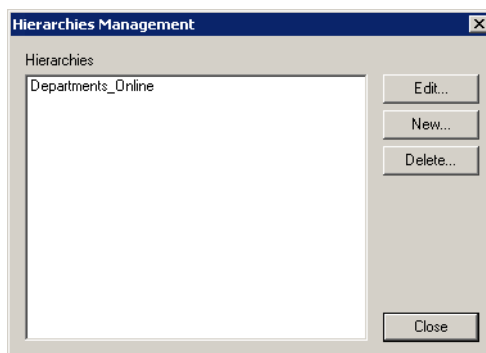 Hierarchies Management
Hierarchies
Departments_Online
Edit...
New...
Delete...
Close